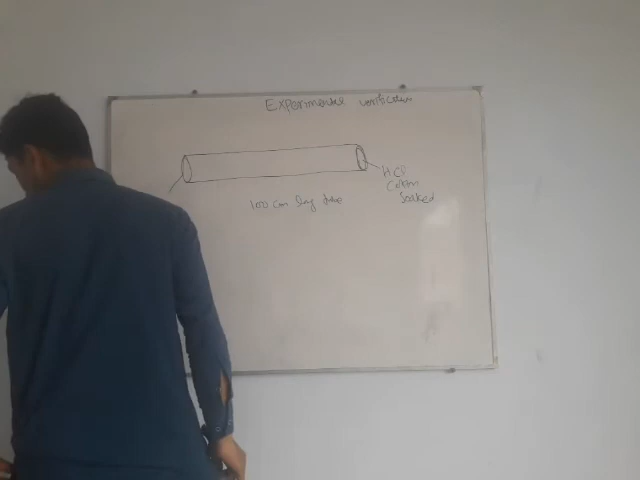 Experimental verification
HCl
Cotton
Soaked
100 cm long tube